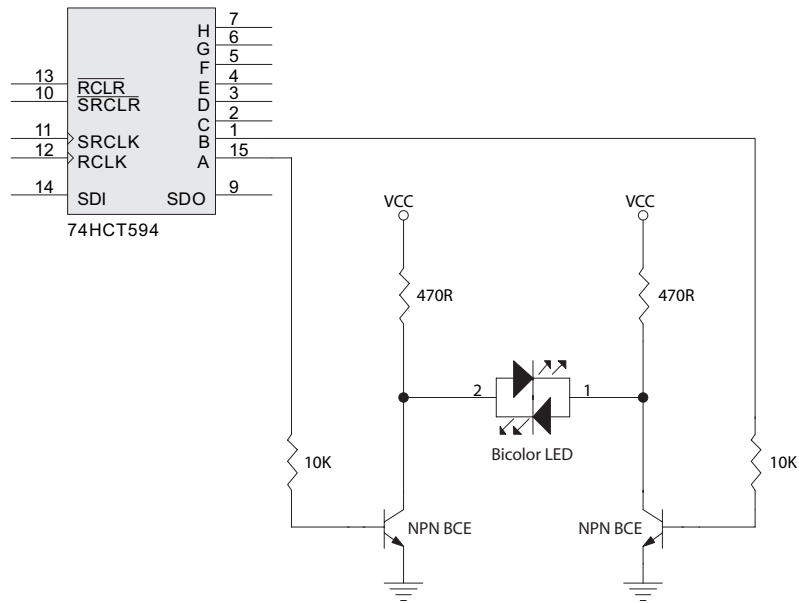 7
H
6
G
5
F
13
RCLR
4
E
10
SRCLR
3
D
2
C
11
SRCLK
1
B
12
RCLK
15
A
14
SDI
SDO
9
74HCT594
VCC
VCC
470R
470R
2
1
Bicolor LED
10K
10K
NPN BCE
NPN BCE